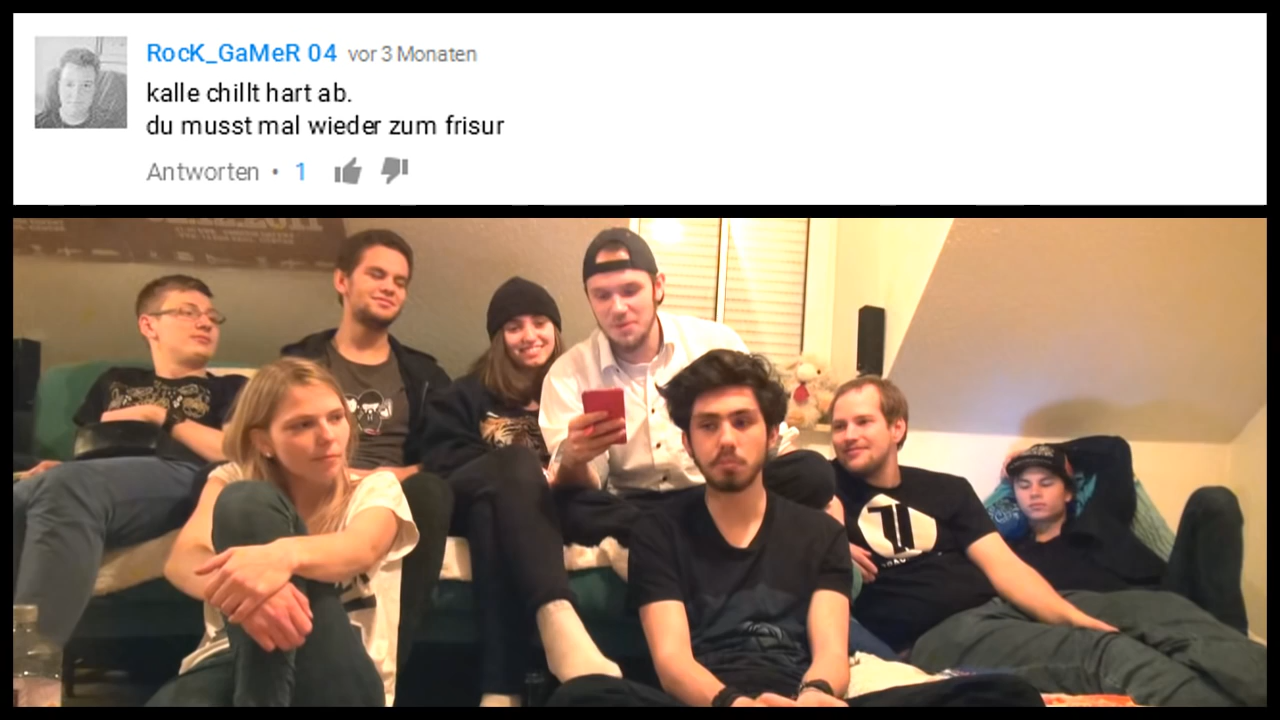 RocK_GaMeR 04 vor 3 Monaten
kalle chillt hart ab.
du musst mal wieder zum frisur
Antworten • 1